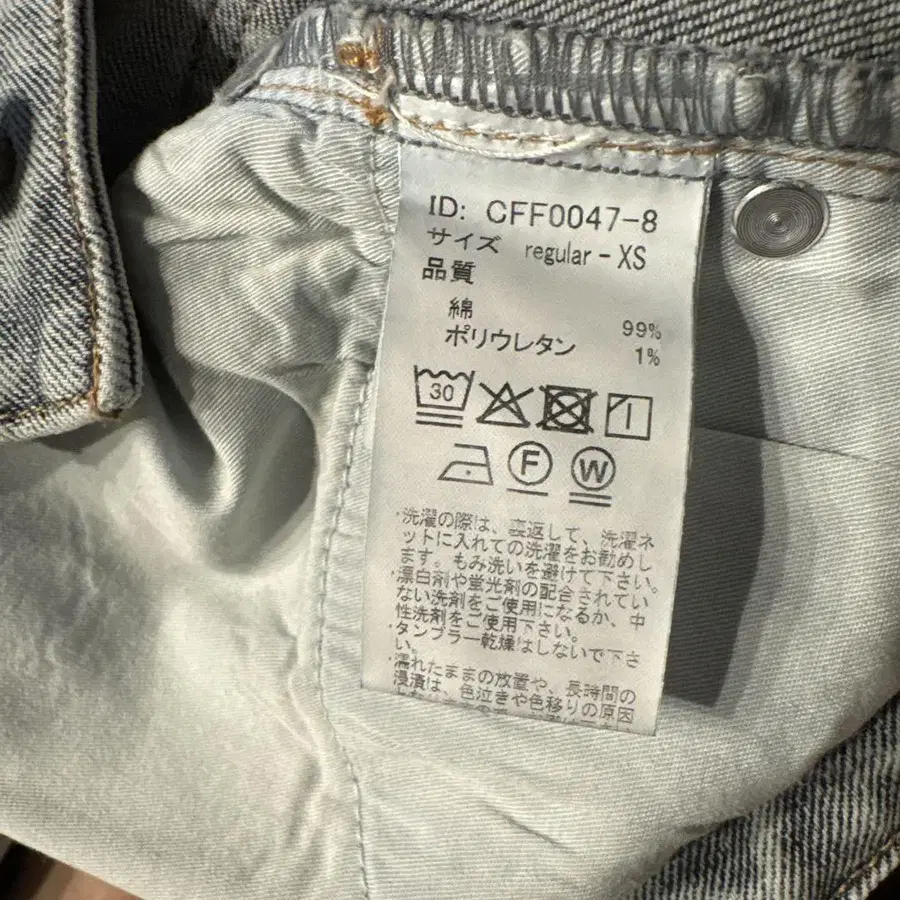 ID: CFF0047-8
サイズ regular-XS
品質
綿 99%
ポリウレタン 1%
30
I
F W
・洗濯の際は、裏返して、洗濯ネ
ットに入れての洗濯をお勧めし
ます。もみ洗いを避けて下さい。
・漂白剤や蛍光剤の配合されてい
ない洗剤をご使用になるか、中
性洗剤をご使用下さい。
・タンブラー乾燥はしないで下さ
い。
・濡れたままの放置や、長時間の
浸漬は、色泣きや色移りの原因